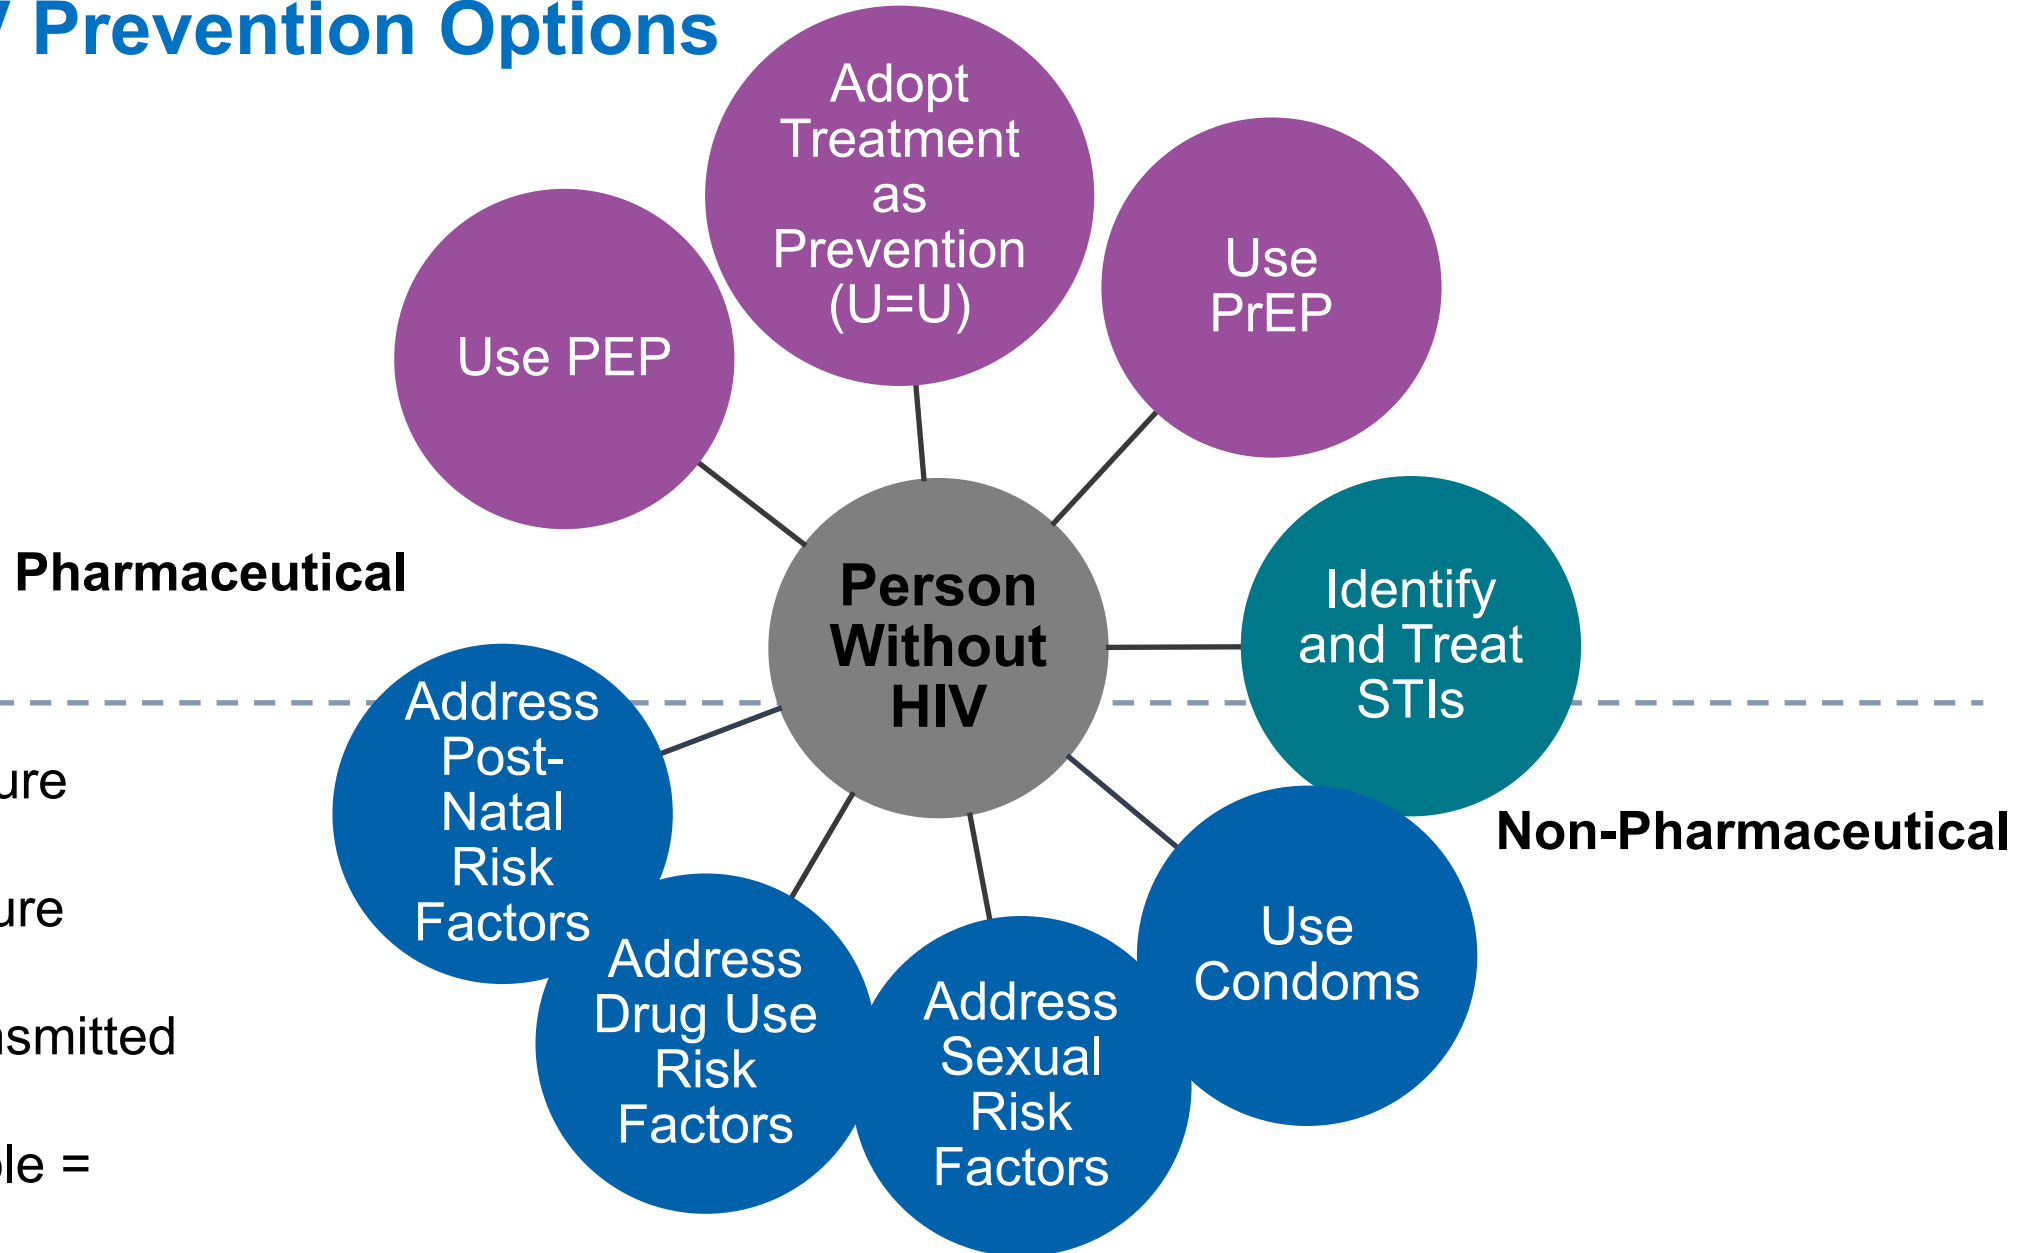 Prevention Options
Adopt
Treatment
as
Prevention
(U=U)
Use
PrEP
Use PEP
Pharmaceutical
Person
Without
HIV
Identify
and Treat
STIs
Address
Post-
Natal
Risk
Factors
Non-Pharmaceutical
Use
Condoms
Address
Drug Use
Risk
Factors
Address
Sexual
Risk
Factors
ure
ure
nsmitted
le =